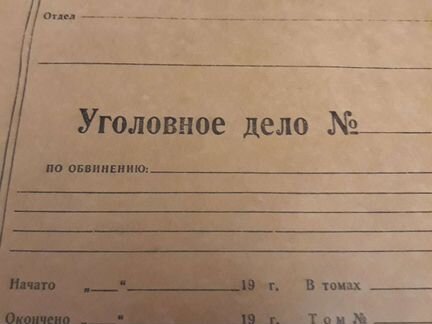 Отдел
Уголовное дело №
ПО ОБВИНЕНИЮ:
Начато „ “ 19 г. В томах
Окончено „ “ 19 г. Том №